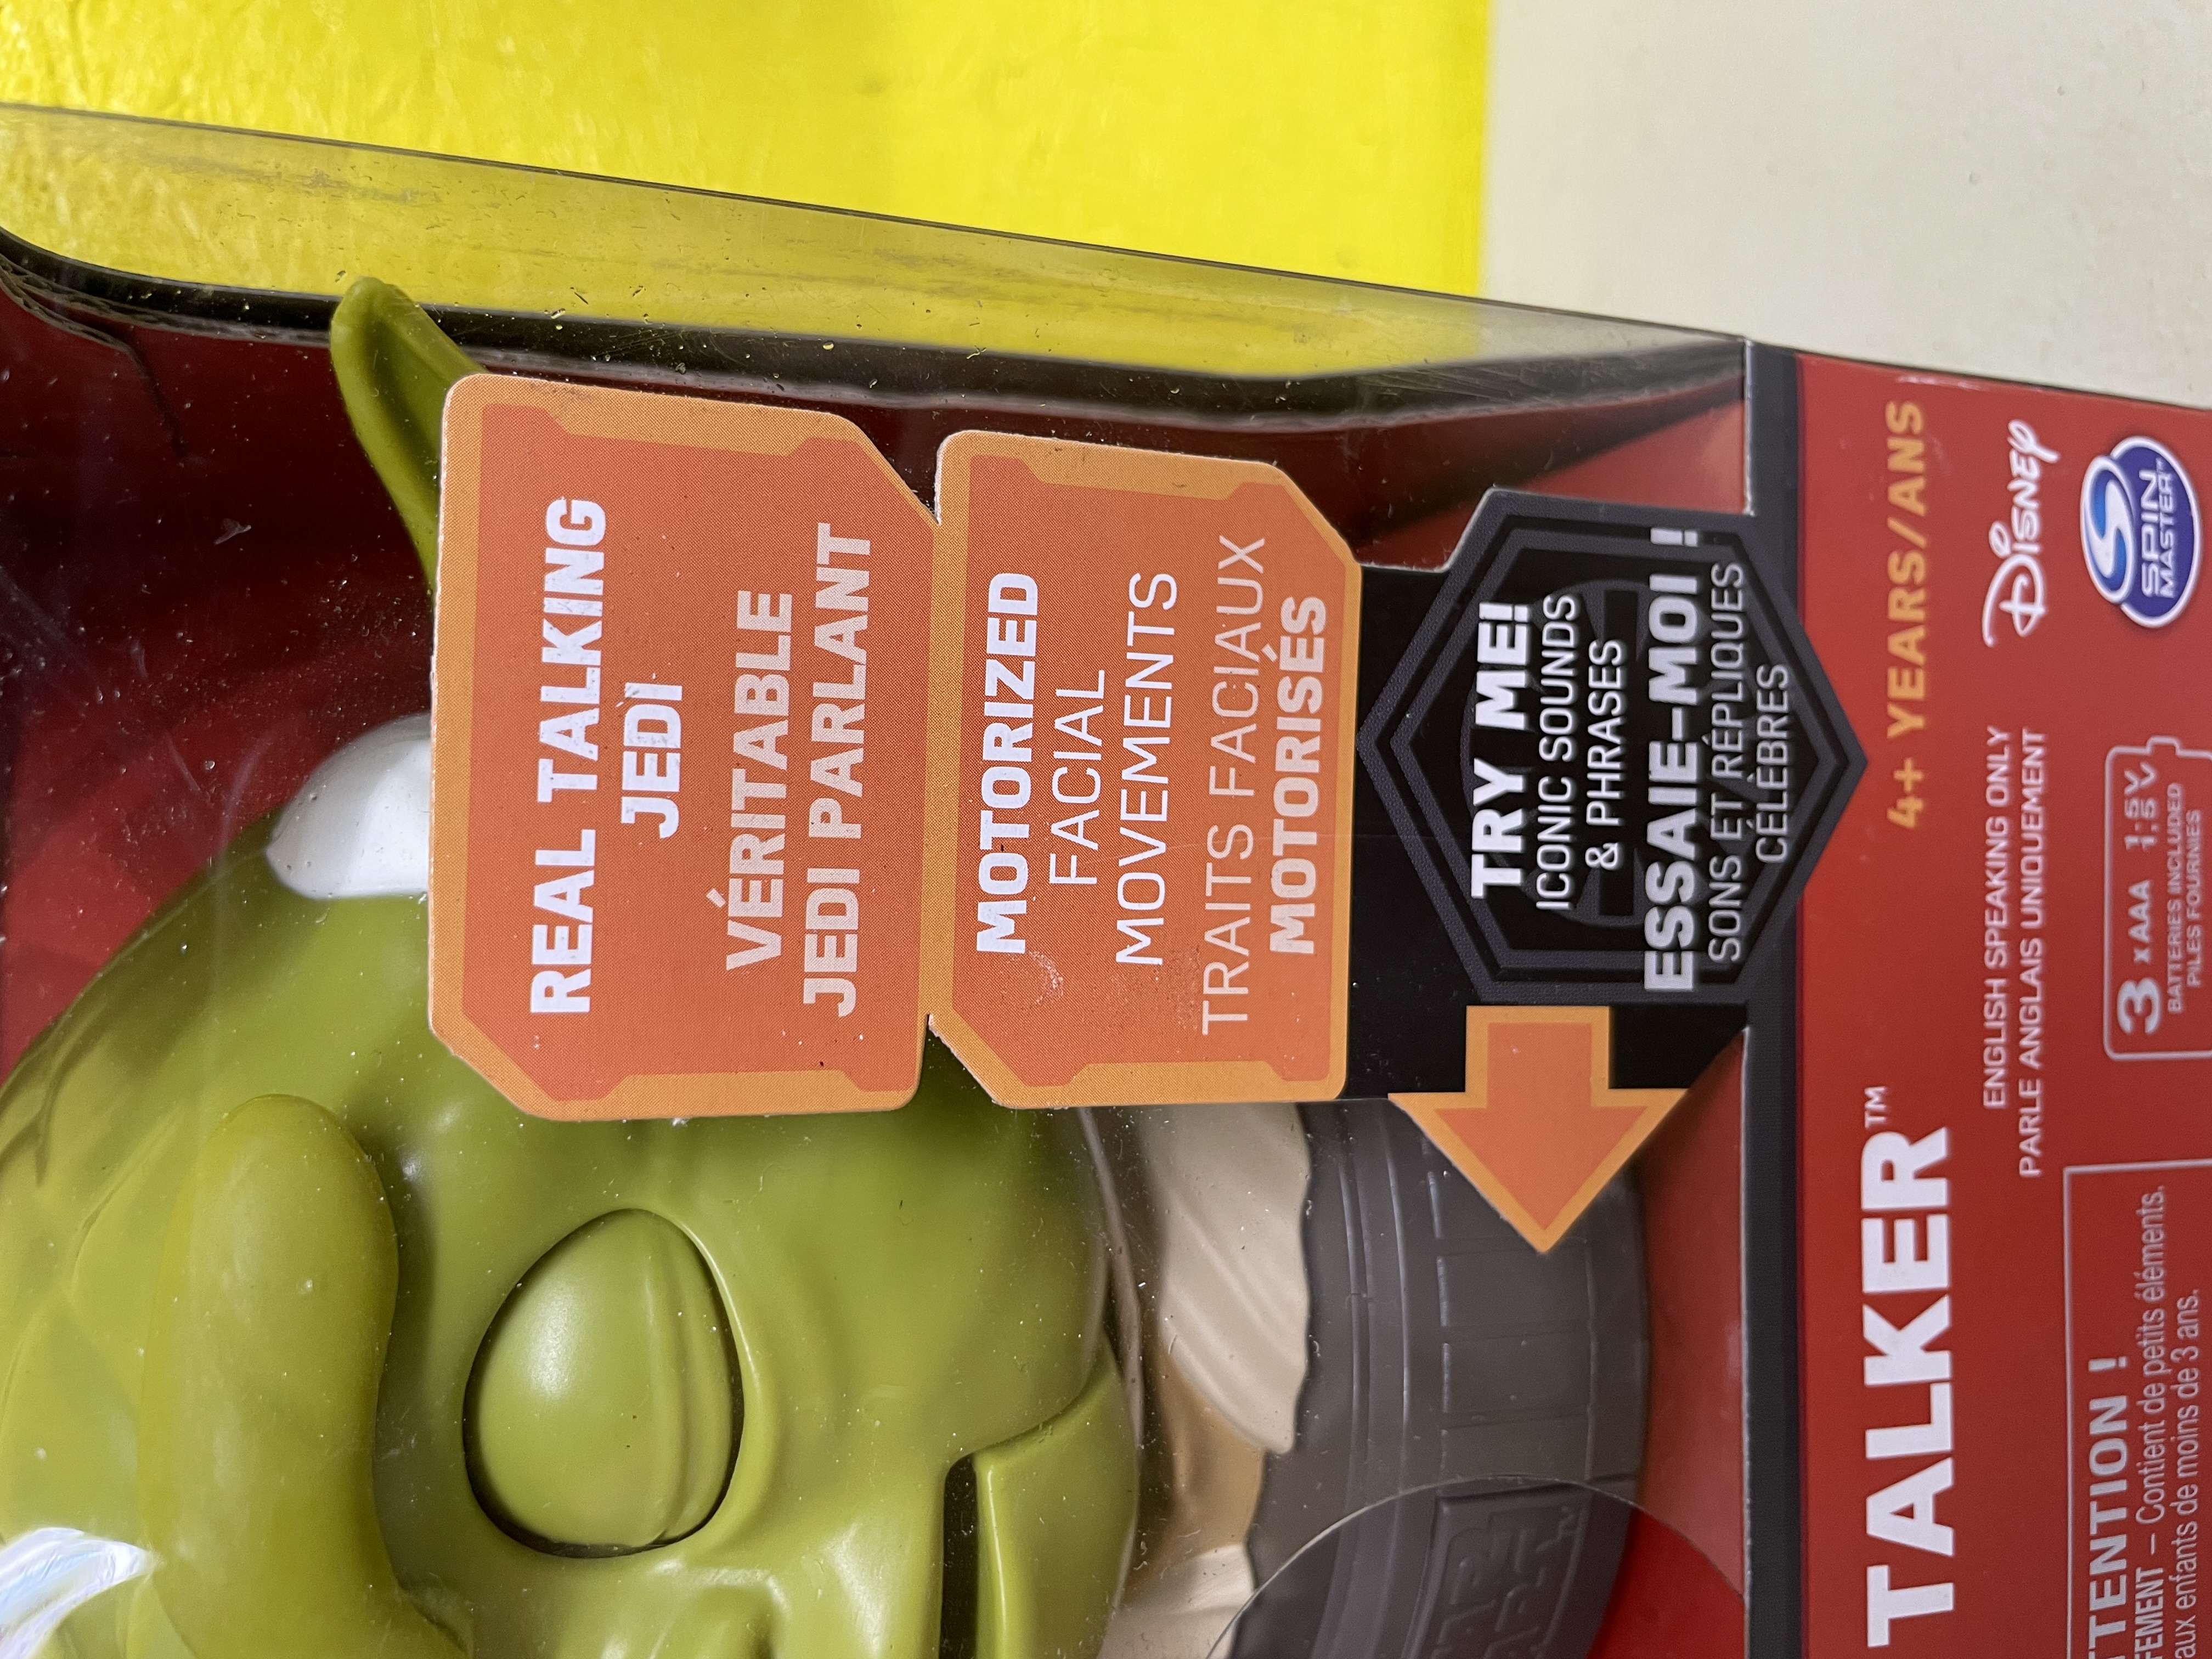 REAL TALKING
JEDI
VÉRITABLE
JEDI PARLANT
MOTORIZED
FACIAL
MOVEMENTS
TRAITS FACIAUX
MOTORISÉS
TRY ME!
ICONIC SOUNDS
& PHRASES
ESSAIE-MOI !
SONS ET RÉPLIQUES
CÉLÈBRES
4+ YEARS/ANS
TALKER™
ENGLISH SPEAKING ONLY
PARLE ANGLAIS UNIQUEMENT
Disney
SPIN
MASTER™
3 x AAA 1.5V
BATTERIES INCLUDED
PILES FOURNIES
– Contient de petits éléments.
aux enfants de moins de 3 ans.